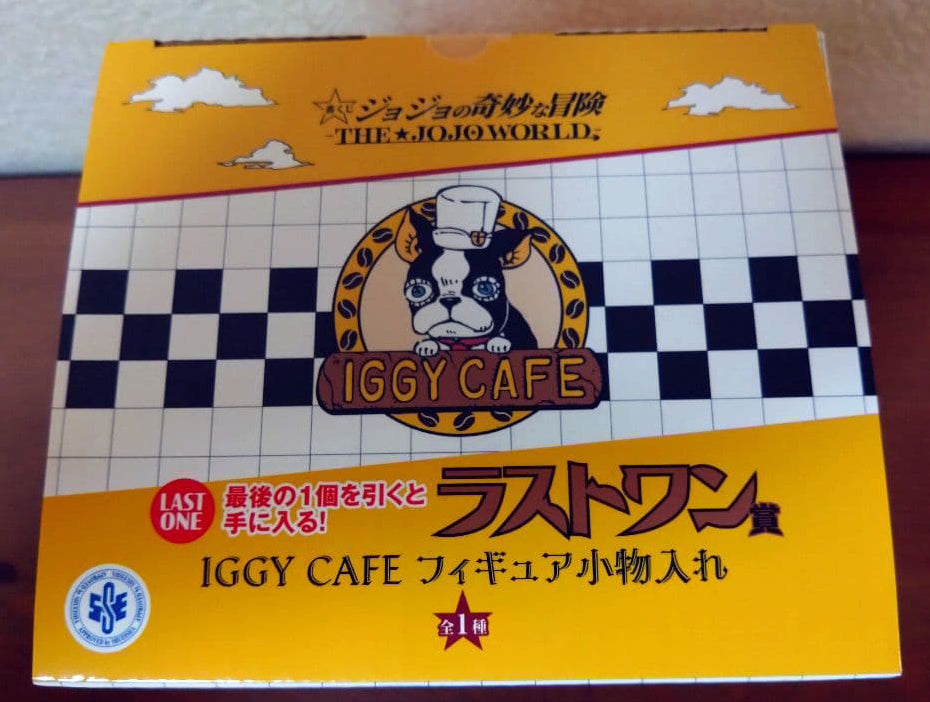 一番くじ ジョジョの奇妙な冒険
-THE★JOJO WORLD-
IGGY CAFE
LAST
ONE
最後の1個を引くと
手に入る!
ラストワン賞
IGGY CAFE フィギュア小物入れ
全1種